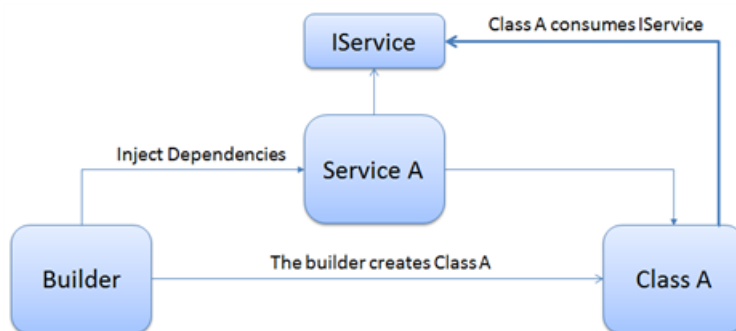 IService
Class A consumes IService
Inject Dependencies
Service A
Builder
The builder creates Class A
Class A